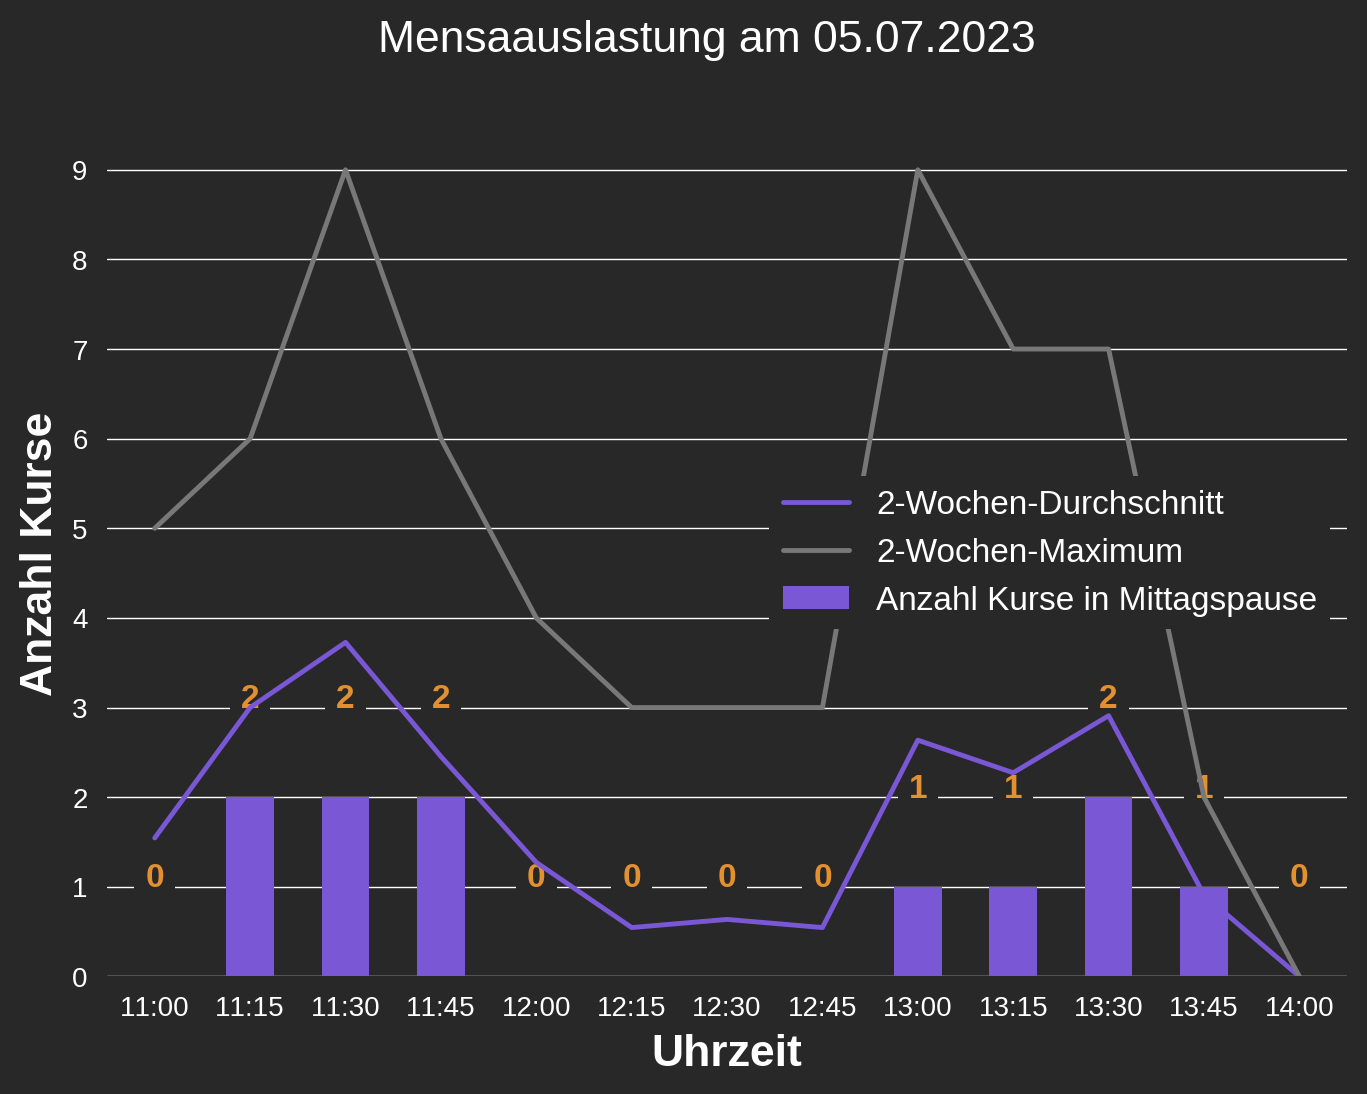 Mensaauslastung am 05.07.2023
9
8
7
6
5
4
3
2
1
0
Anzahl Kurse
2-Wochen-Durchschnitt
2-Wochen-Maximum
Anzahl Kurse in Mittagspause
0 2 2 2 0 0 0 0 1 1 2 1 0
11:00 11:15 11:30 11:45 12:00 12:15 12:30 12:45 13:00 13:15 13:30 13:45 14:00
Uhrzeit